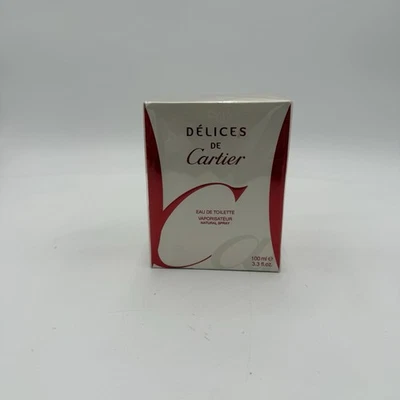 DÉLICES
DE
Cartier
EAU DE TOILETTE
VAPORISATEUR
NATURAL SPRAY
100 ml ℮
3.3 fl.oz.